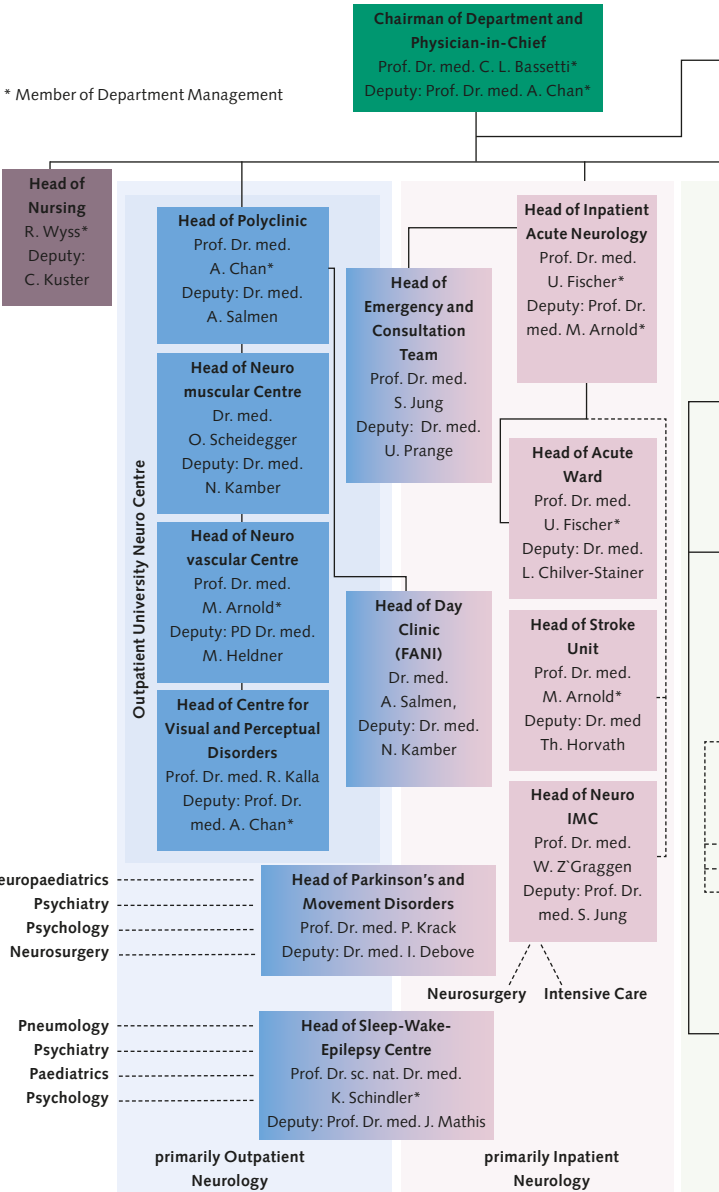 Chairman of Department and
Physician-in-Chief
Prof. Dr. med. C. L. Bassetti*
Deputy: Prof. Dr. med. A. Chan*
* Member of Department Management
Head of
Nursing
R. Wyss*
Deputy:
C. Kuster
Outpatient University Neuro Centre
Head of Polyclinic
Prof. Dr. med.
A. Chan*
Deputy: Dr. med.
A. Salmen
Head of Neuro
muscular Centre
Dr. med.
O. Scheidegger
Deputy: Dr. med.
N. Kamber
Head of Neuro
vascular Centre
Prof. Dr. med.
M. Arnold*
Deputy: PD Dr. med.
M. Heldner
Head of Centre for
Visual and Perceptual
Disorders
Prof. Dr. med. R. Kalla
Deputy: Prof. Dr.
med. A. Chan*
Head of
Emergency and
Consultation
Team
Prof. Dr. med.
S. Jung
Deputy: Dr. med.
U. Prange
Head of Day
Clinic
(FANI)
Dr. med.
A. Salmen,
Deputy: Dr. med.
N. Kamber
Head of Inpatient
Acute Neurology
Prof. Dr. med.
U. Fischer*
Deputy: Prof. Dr.
med. M. Arnold*
Head of Acute
Ward
Prof. Dr. med.
U. Fischer*
Deputy: Dr. med.
L. Chilver-Stainer
Head of Stroke
Unit
Prof. Dr. med.
M. Arnold*
Deputy: Dr. med
Th. Horvath
Head of Neuro
IMC
Prof. Dr. med.
W. Z`Graggen
Deputy: Prof. Dr.
med. S. Jung
Neurosurgery Intensive Care
europaediatrics
Psychiatry
Psychology
Neurosurgery
Head of Parkinson's and
Movement Disorders
Prof. Dr. med. P. Krack
Deputy: Dr. med. I. Debove
Pneumology
Psychiatry
Paediatrics
Psychology
Head of Sleep-Wake-
Epilepsy Centre
Prof. Dr. sc. nat. Dr. med.
K. Schindler*
Deputy: Prof. Dr. med. J. Mathis
primarily Outpatient
Neurology
primarily Inpatient
Neurology